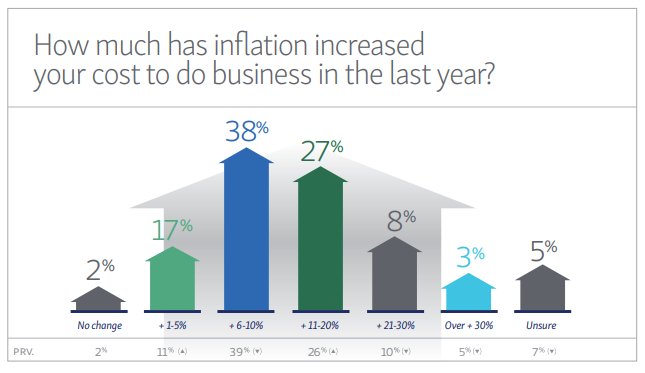 How much has inflation increased
your cost to do business in the last year?
2% 17% 38% 27% 8% 3% 5%
No change + 1-5% + 6-10% + 11-20% + 21-30% Over + 30% Unsure
PRV. 2% 11% (▲) 39% (▼) 26% (▲) 10% (▼) 5% (▼) 7% (▼)